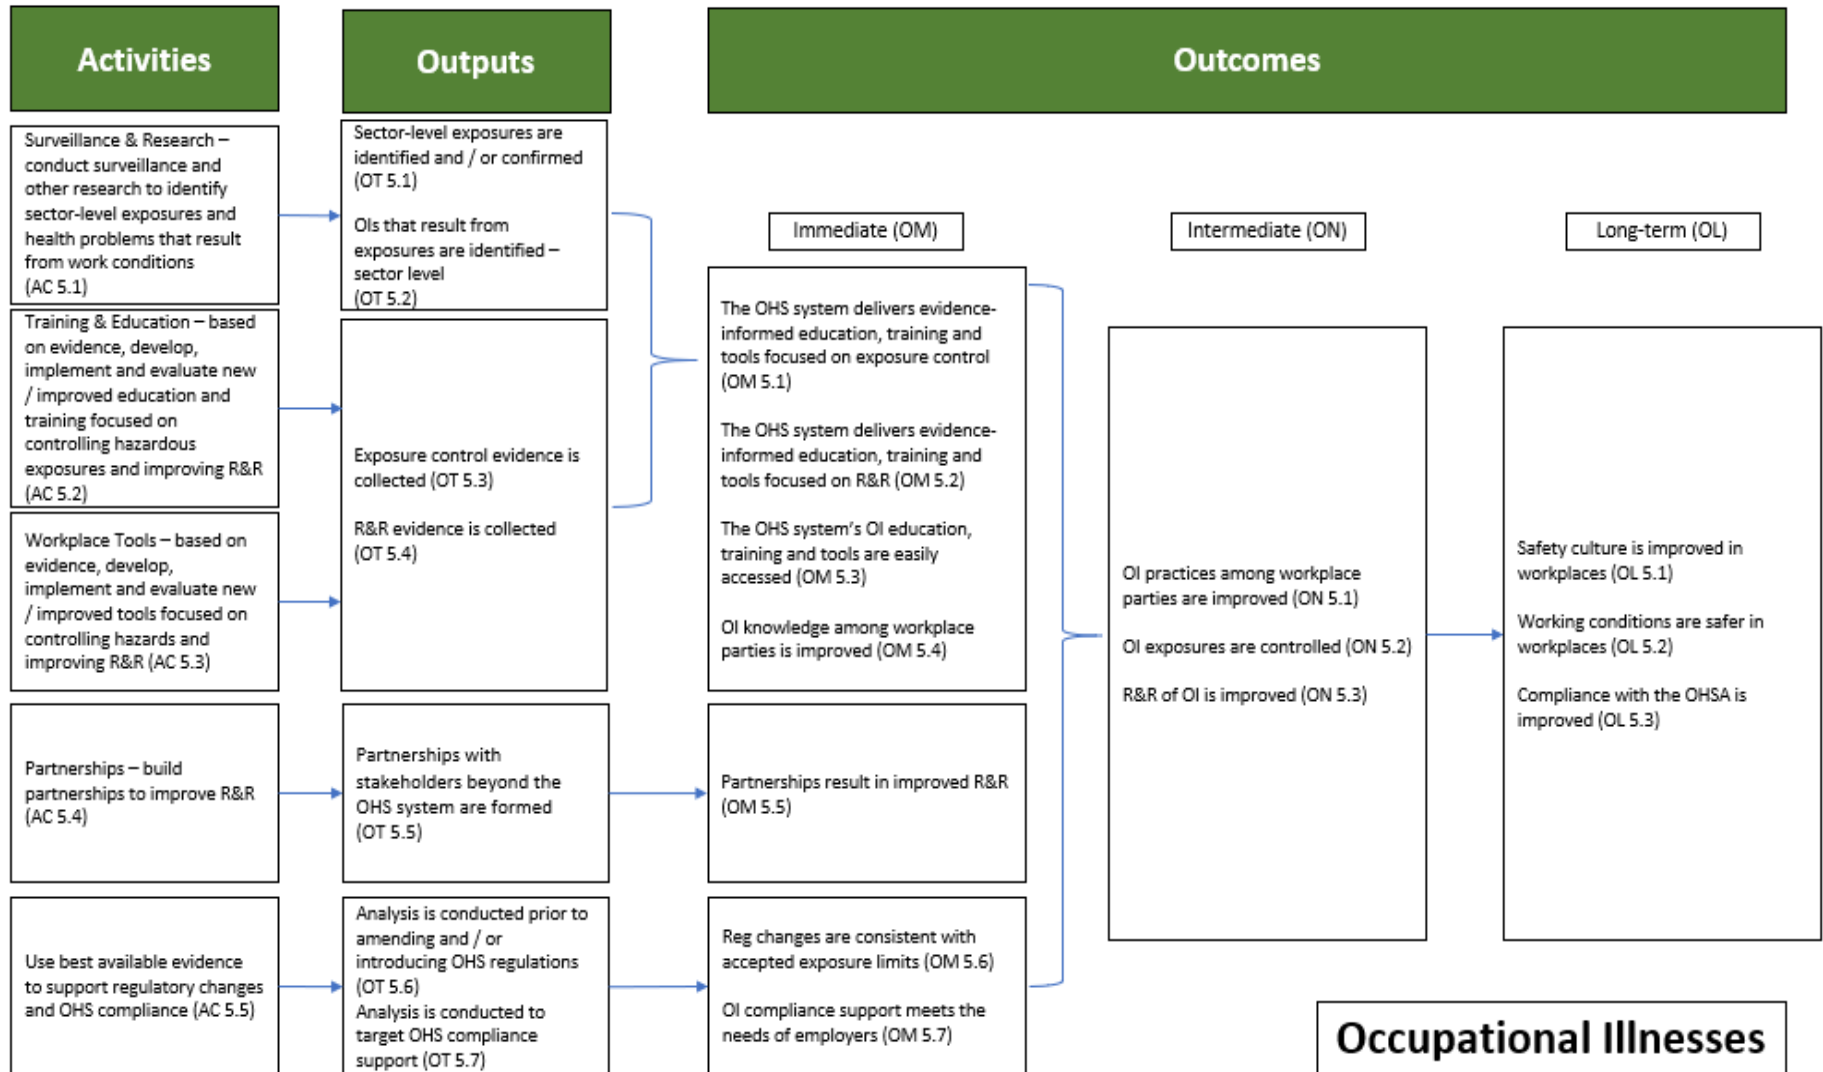 Activities
Outputs
Outcomes
Surveillance & Research –
conduct surveillance and
other research to identify
sector-level exposures and
health problems that result
from work conditions
(AC 5.1)
Training & Education – based
on evidence, develop,
implement and evaluate new
/ improved education and
training focused on
controlling hazardous
exposures and improving R&R
(AC 5.2)
Workplace Tools – based on
evidence, develop,
implement and evaluate new
/ improved tools focused on
controlling hazards and
improving R&R (AC 5.3)
Partnerships – build
partnerships to improve R&R
(AC 5.4)
Use best available evidence
to support regulatory changes
and OHS compliance (AC 5.5)
Sector-level exposures are
identified and / or confirmed
(OT 5.1)
OIs that result from
exposures are identified –
sector level
(OT 5.2)
Exposure control evidence is
collected (OT 5.3)
R&R evidence is collected
(OT 5.4)
Partnerships with
stakeholders beyond the
OHS system are formed
(OT 5.5)
Analysis is conducted prior to
amending and / or
introducing OHS regulations
(OT 5.6)
Analysis is conducted to
target OHS compliance
support (OT 5.7)
Immediate (OM)
The OHS system delivers evidence-
informed education, training and
tools focused on exposure control
(OM 5.1)
The OHS system delivers evidence-
informed education, training and
tools focused on R&R (OM 5.2)
The OHS system's OI education,
training and tools are easily
accessed (OM 5.3)
OI knowledge among workplace
parties is improved (OM 5.4)
Partnerships result in improved R&R
(OM 5.5)
Reg changes are consistent with
accepted exposure limits (OM 5.6)
OI compliance support meets the
needs of employers (OM 5.7)
Intermediate (ON)
OI practices among workplace
parties are improved (ON 5.1)
OI exposures are controlled (ON 5.2)
R&R of OI is improved (ON 5.3)
Long-term (OL)
Safety culture is improved in
workplaces (OL 5.1)
Working conditions are safer in
workplaces (OL 5.2)
Compliance with the OHSA is
improved (OL 5.3)
Occupational Illnesses